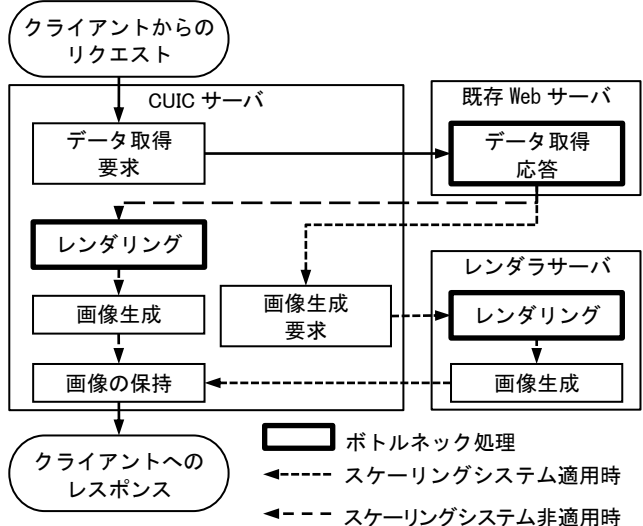 クライアントからの
リクエスト
CUIC サーバ
既存 Web サーバ
データ取得
要求
データ取得
応答
レンダリング
レンダラサーバ
画像生成
画像生成
要求
レンダリング
画像の保持
画像生成
クライアントへの
レスポンス
ボトルネック処理
スケーリングシステム適用時
スケーリングシステム非適用時